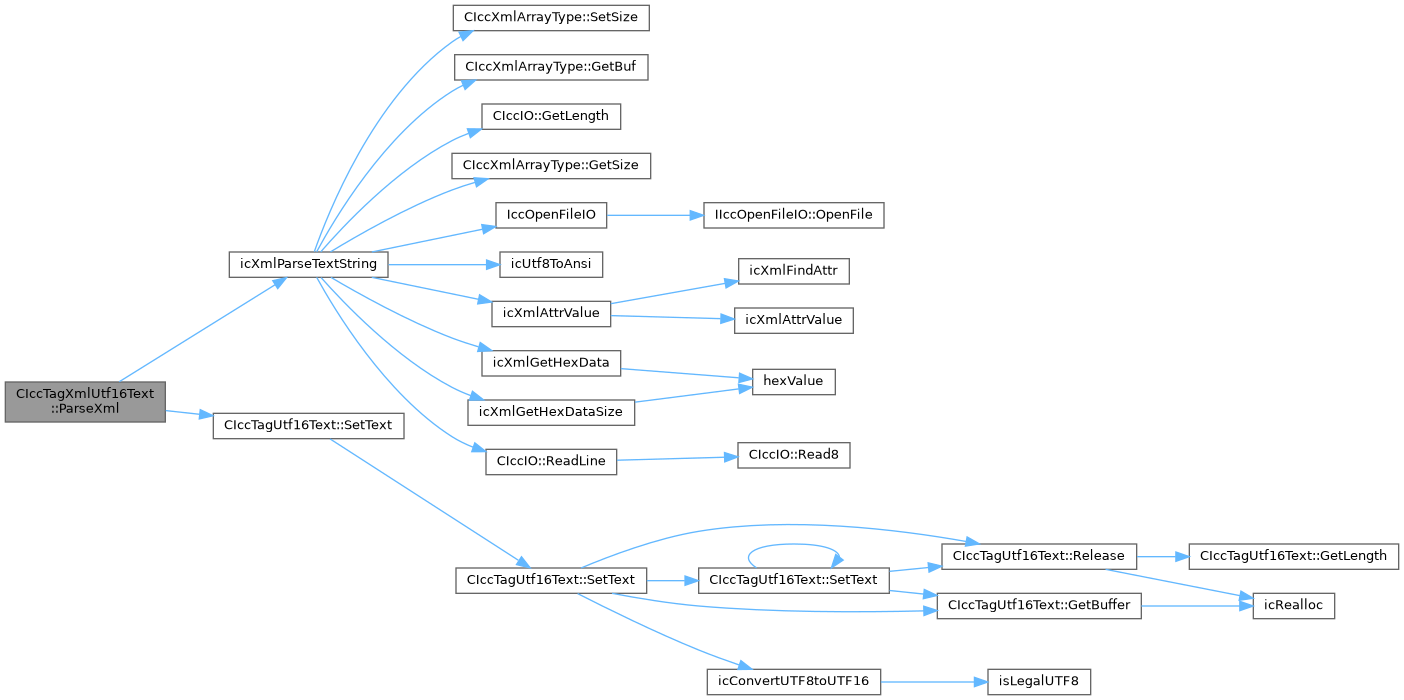 CIccXmlArrayType::SetSize
CIccXmlArrayType::GetBuf
CIccIO::GetLength
CIccXmlArrayType::GetSize
IccOpenFileIO
IIccOpenFileIO::OpenFile
icXmlParseTextString
icUtf8ToAnsi
icXmlFindAttr
icXmlAttrValue
icXmlAttrValue
icXmlGetHexData
hexValue
CIccTagXmlUtf16Text
::ParseXml
icXmlGetHexDataSize
CIccTagUtf16Text::SetText
CIccIO::ReadLine
CIccIO::Read8
CIccTagUtf16Text::Release
CIccTagUtf16Text::GetLength
CIccTagUtf16Text::SetText
CIccTagUtf16Text::SetText
CIccTagUtf16Text::GetBuffer
icRealloc
icConvertUTF8toUTF16
isLegalUTF8